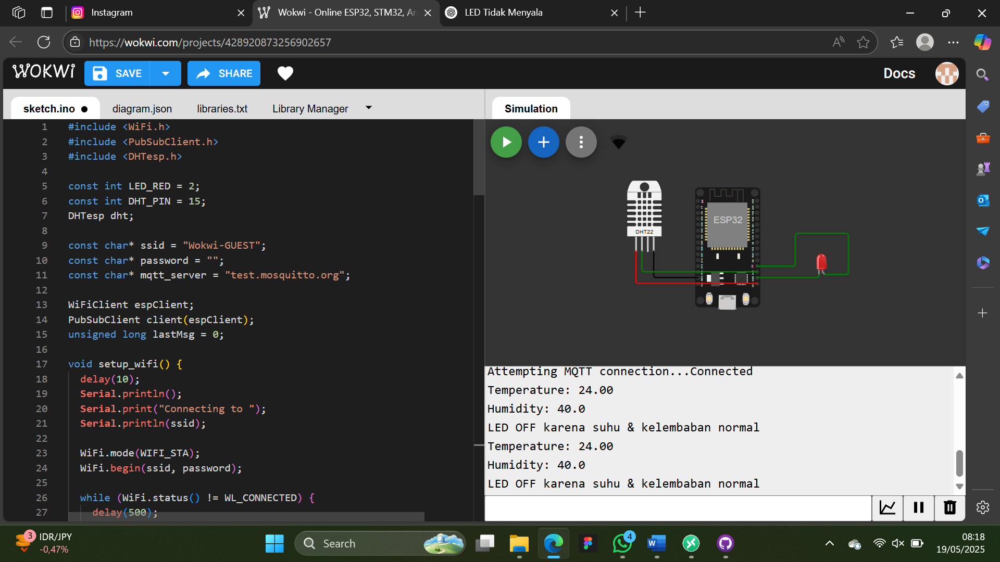 Instagram
Wokwi - Online ESP32, STM32, Ar
LED Tidak Menyala
https://wokwi.com/projects/428920873256902657
WOKWi
SAVE
SHARE
Docs
sketch.ino
diagram.json
libraries.txt
Library Manager
Simulation
1 #include <WiFi.h>
2 #include <PubSubClient.h>
3 #include <DHTesp.h>
4
5 const int LED_RED = 2;
6 const int DHT_PIN = 15;
7 DHTesp dht;
8
9 const char* ssid = "Wokwi-GUEST";
10 const char* password = "";
11 const char* mqtt_server = "test.mosquitto.org";
12
13 WiFiClient espClient;
14 PubSubClient client(espClient);
15 unsigned long lastMsg = 0;
16
17 void setup_wifi() {
18 delay(10);
19 Serial.println();
20 Serial.print("Connecting to ");
21 Serial.println(ssid);
22
23 WiFi.mode(WIFI_STA);
24 WiFi.begin(ssid, password);
25
26 while (WiFi.status() != WL_CONNECTED) {
27 delay(500);
DHT22
ESP32
Attempting MQTT connection...Connected
Temperature: 24.00
Humidity: 40.0
LED OFF karena suhu & kelembaban normal
Temperature: 24.00
Humidity: 40.0
LED OFF karena suhu & kelembaban normal
3
IDR/JPY
-0,47%
Search
4
08:18
19/05/2025